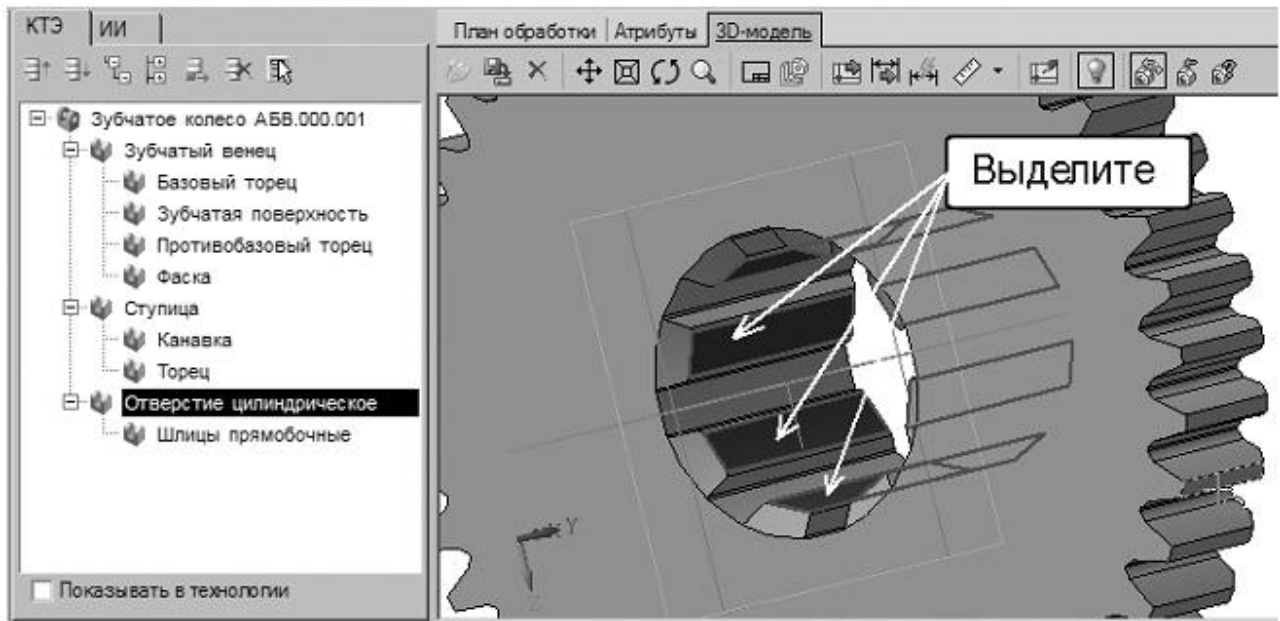 КТЭ ИИ
План обработки Атрибуты 3D-модель
Зубчатое колесо АБВ.000.001
Зубчатый венец
Базовый торец
Зубчатая поверхность
Противобазовый торец
Фаска
Ступица
Канавка
Торец
Отверстие цилиндрическое
Шлицы прямобочные
Показывать в технологии
Выделите
Y
Z